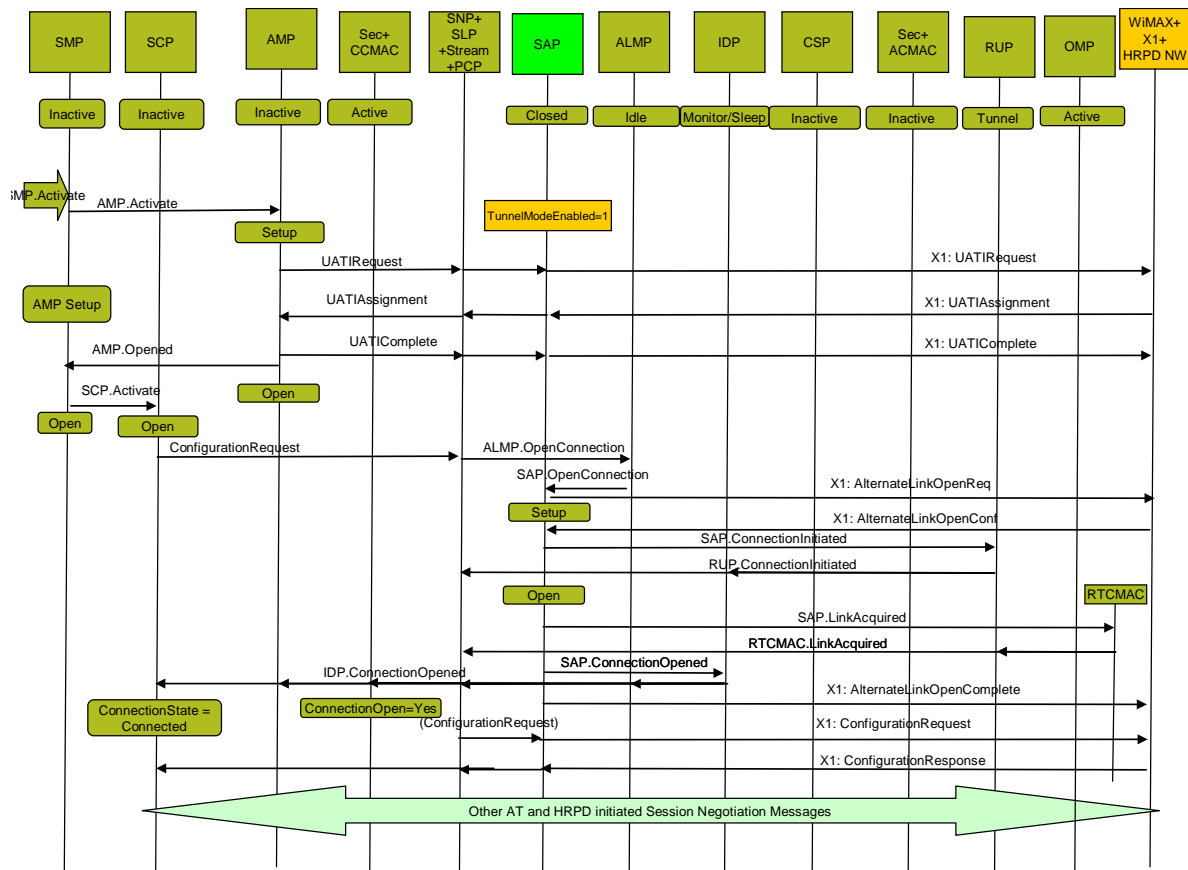 SMP
SCP
AMP
Sec+
CCMAC
SNP+
SLP
+Stream
+PCP
SAP
ALMP
IDP
CSP
Sec+
ACMAC
RUP
OMP
WiMAX+
X1+
HRPD NW
Inactive
Inactive
Inactive
Active
Closed
Idle
Monitor/Sleep
Inactive
Inactive
Tunnel
Active
SMP.Activate
AMP.Activate
TunnelModeEnabled=1
Setup
UATIRequest
X1: UATIRequest
AMP Setup
UATIAssignment
X1: UATIAssignment
UATIComplete
X1: UATIComplete
AMP.Opened
SCP.Activate
Open
Open
Open
ConfigurationRequest
ALMP.OpenConnection
SAP.OpenConnection
X1: AlternateLinkOpenReq
Setup
X1: AlternateLinkOpenConf
SAP.ConnectionInitiated
RUP.ConnectionInitiated
Open
RTCMAC
SAP.LinkAcquired
RTCMAC.LinkAcquired
SAP.ConnectionOpened
IDP.ConnectionOpened
X1: AlternateLinkOpenComplete
ConnectionState =
Connected
ConnectionOpen=Yes
(ConfigurationRequest)
X1: ConfigurationRequest
X1: ConfigurationResponse
Other AT and HRPD initiated Session Negotiation Messages